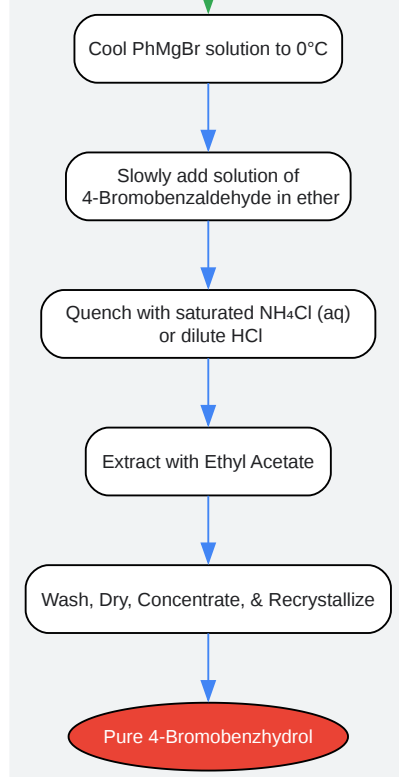 Cool PhMgBr solution to 0°C
Slowly add solution of
4-Bromobenzaldehyde in ether
Quench with saturated NH₄Cl (aq)
or dilute HCl
Extract with Ethyl Acetate
Wash, Dry, Concentrate, & Recrystallize
Pure 4-Bromobenzhydrol